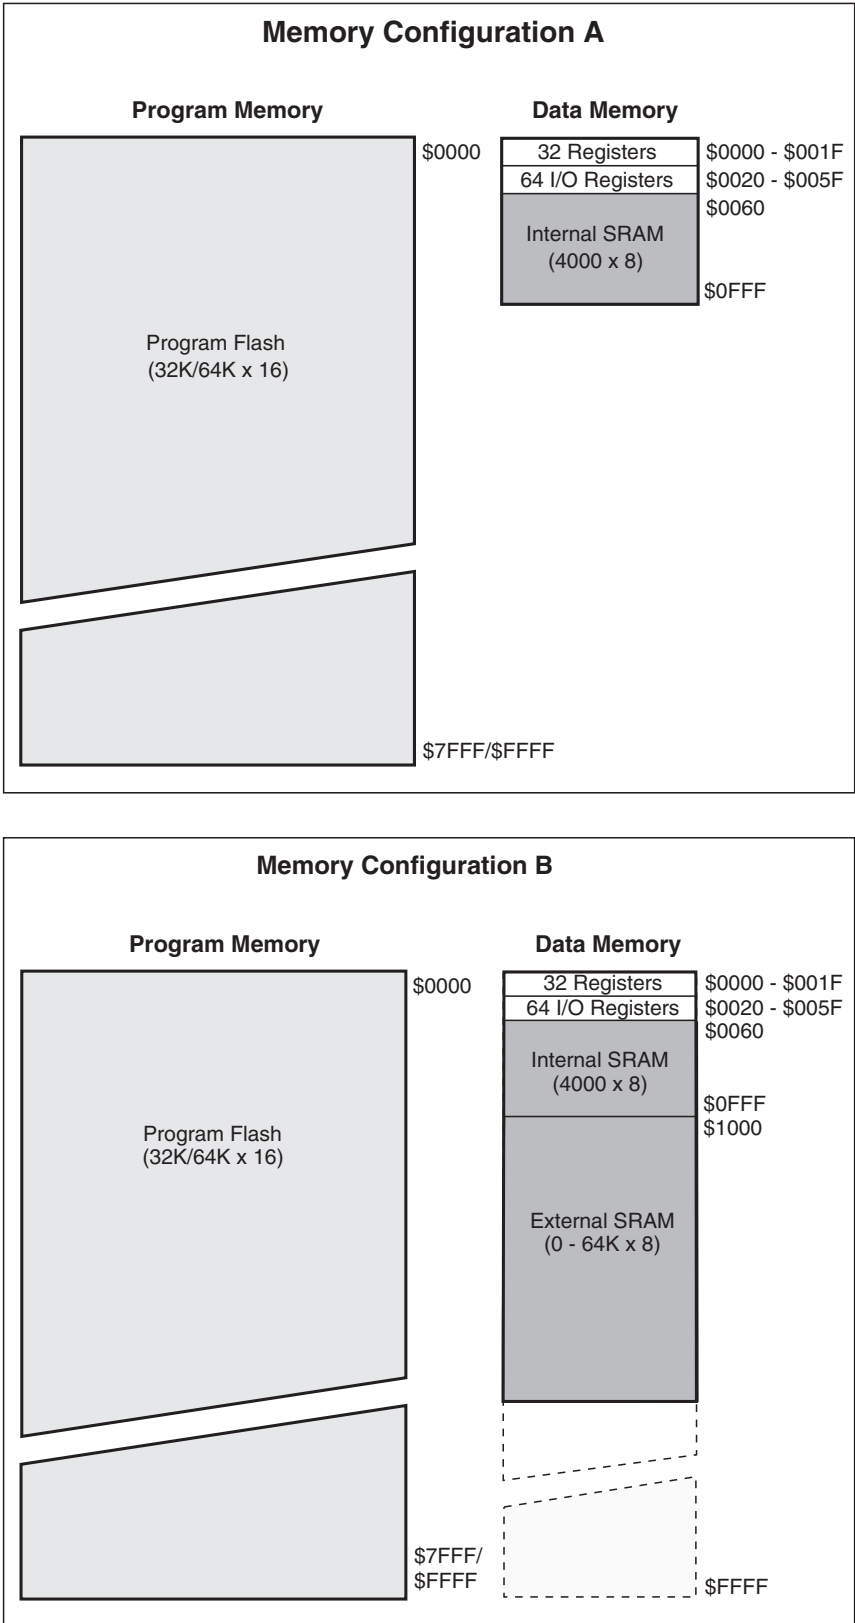 Memory Configuration A
Program Memory
Data Memory
$0000
32 Registers
$0000 - $001F
64 I/O Registers
$0020 - $005F
$0060
Internal SRAM
(4000 x 8)
$0FFF
Program Flash
(32K/64K x 16)
$7FFF/$FFFF
Memory Configuration B
Program Memory
Data Memory
$0000
32 Registers
$0000 - $001F
64 I/O Registers
$0020 - $005F
$0060
Internal SRAM
(4000 x 8)
$0FFF
$1000
Program Flash
(32K/64K x 16)
External SRAM
(0 - 64K x 8)
$7FFF/
$FFFF
$FFFF